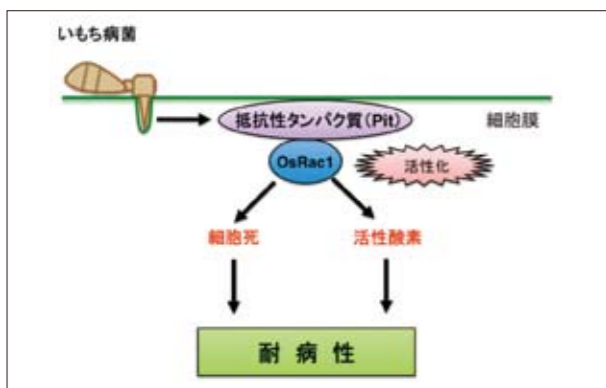 いもち病菌
抵抗性タンパク質(Pit)
細胞膜
OsRac1
活性化
細胞死
活性酸素
耐病性